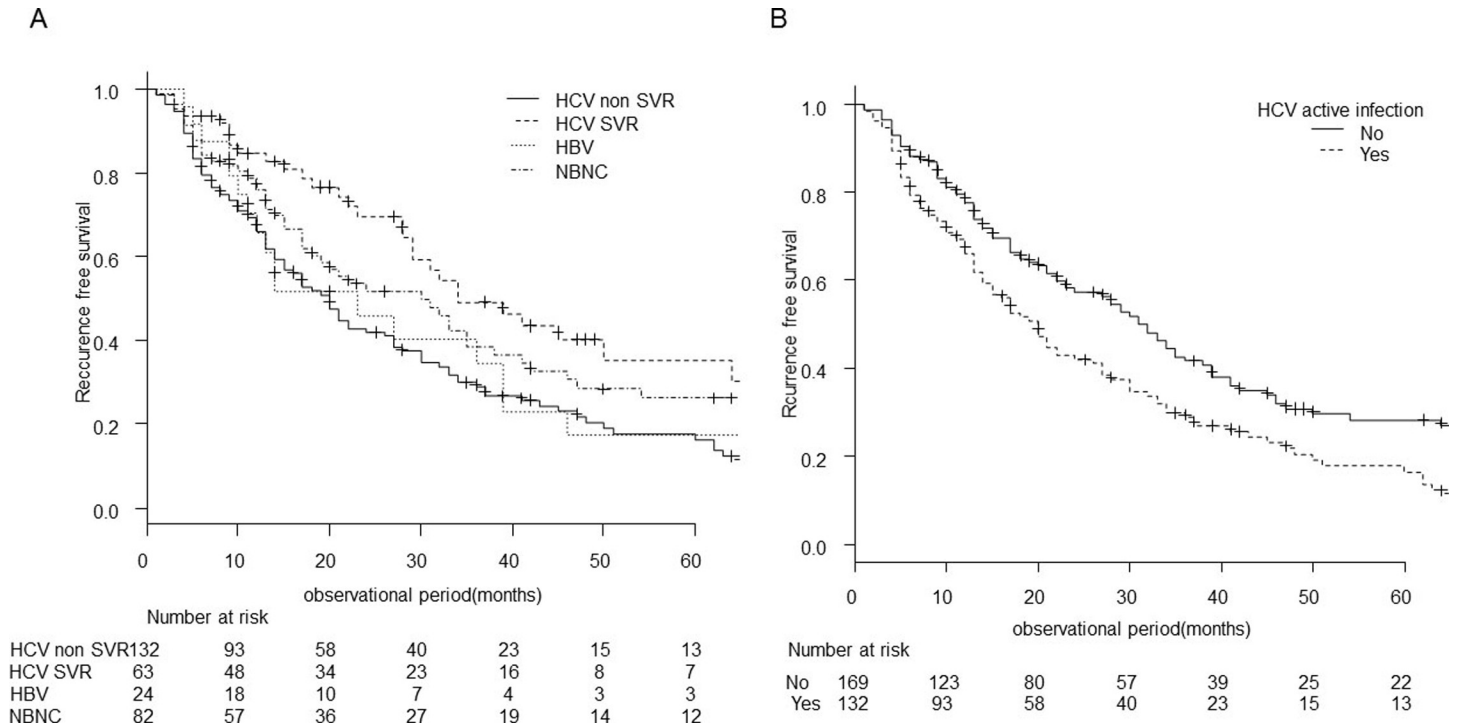 A
Reccurence free survival
1.0
0.8
0.6
0.4
0.2
0.0
HCV non SVR
HCV SVR
HBV
NBNC
0 10 20 30 40 50 60
observational period(months)
Number at risk
HCV non SVR132 93 58 40 23 15 13
HCV SVR 63 48 34 23 16 8 7
HBV 24 18 10 7 4 3 3
NBNC 82 57 36 27 19 14 12
B
Rcurrence free survival
1.0
0.8
0.6
0.4
0.2
0.0
HCV active infection
No
Yes
0 10 20 30 40 50 60
observational period(months)
Number at risk
No 169 123 80 57 39 25 22
Yes 132 93 58 40 23 15 13